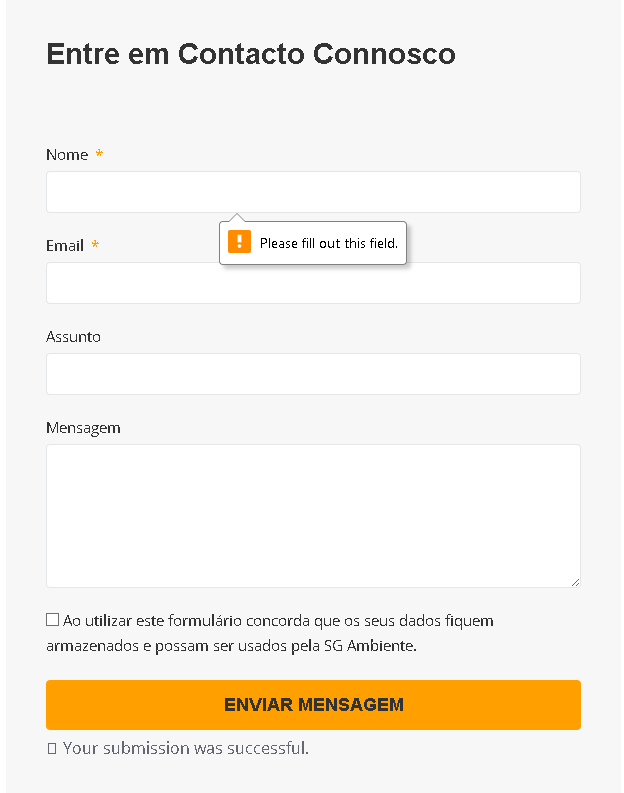 Entre em Contacto Connosco
Nome *
Please fill out this field.
Email *
Assunto
Mensagem
Ao utilizar este formulário concorda que os seus dados fiquem
armazenados e possam ser usados pela SG Ambiente.
ENVIAR MENSAGEM
Your submission was successful.